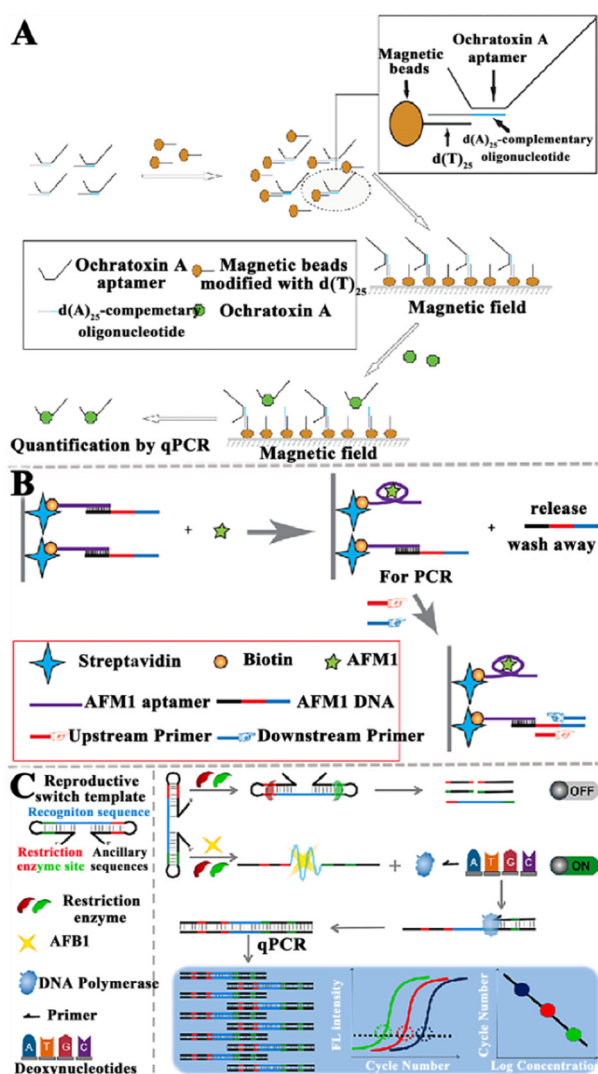 A
Magnetic
beads
Ochratoxin A
aptamer
d(A)25-complementary
oligonucleotide
d(T)25
Ochratoxin A
aptamer
Magnetic beads
modified with d(T)25
d(A)25-compemetary
oligonucleotide
Ochratoxin A
Magnetic field
Quantification by qPCR
Magnetic field
B
+
+
release
wash away
For PCR
Streptavidin
Biotin
AFM1
AFM1 aptamer
AFM1 DNA
Upstream Primer
Downstream Primer
C
Reproductive
switch template
Recogniton sequence
Restriction
enzyme site
Ancillary
sequences
Restriction
enzyme
AFB1
DNA Polymerase
Primer
A T G C
Deoxynucleotides
OFF
+
A T G C
ON
qPCR
FL intensity
Cycle Number
Cycle Number
Log Concentration